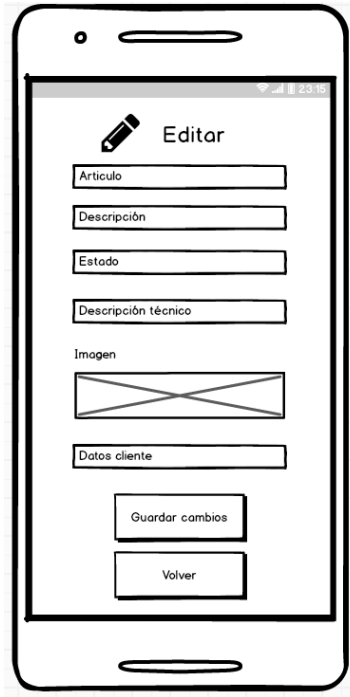 23:15
Editar
Articulo
Descripción
Estado
Descripción técnico
Imagen
Datos cliente
Guardar cambios
Volver